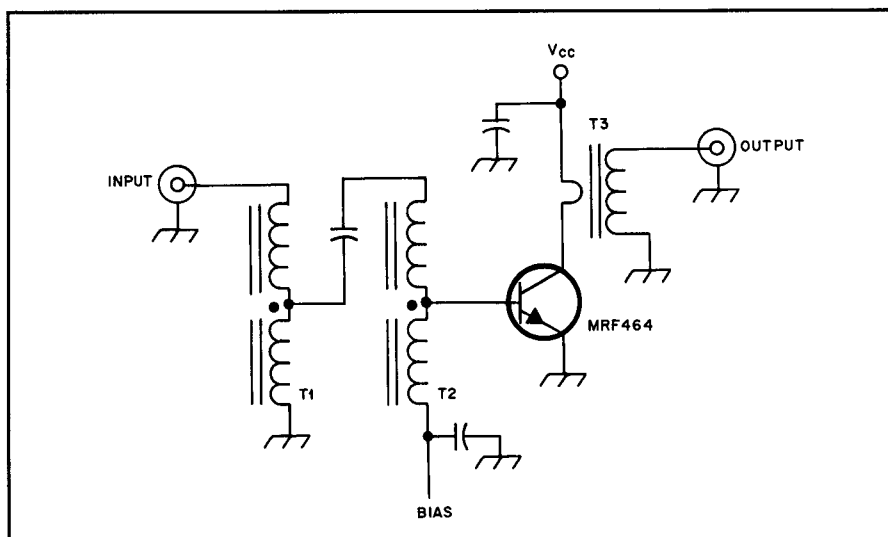 Vcc
T3
INPUT
OUTPUT
MRF464
T1
T2
BIAS